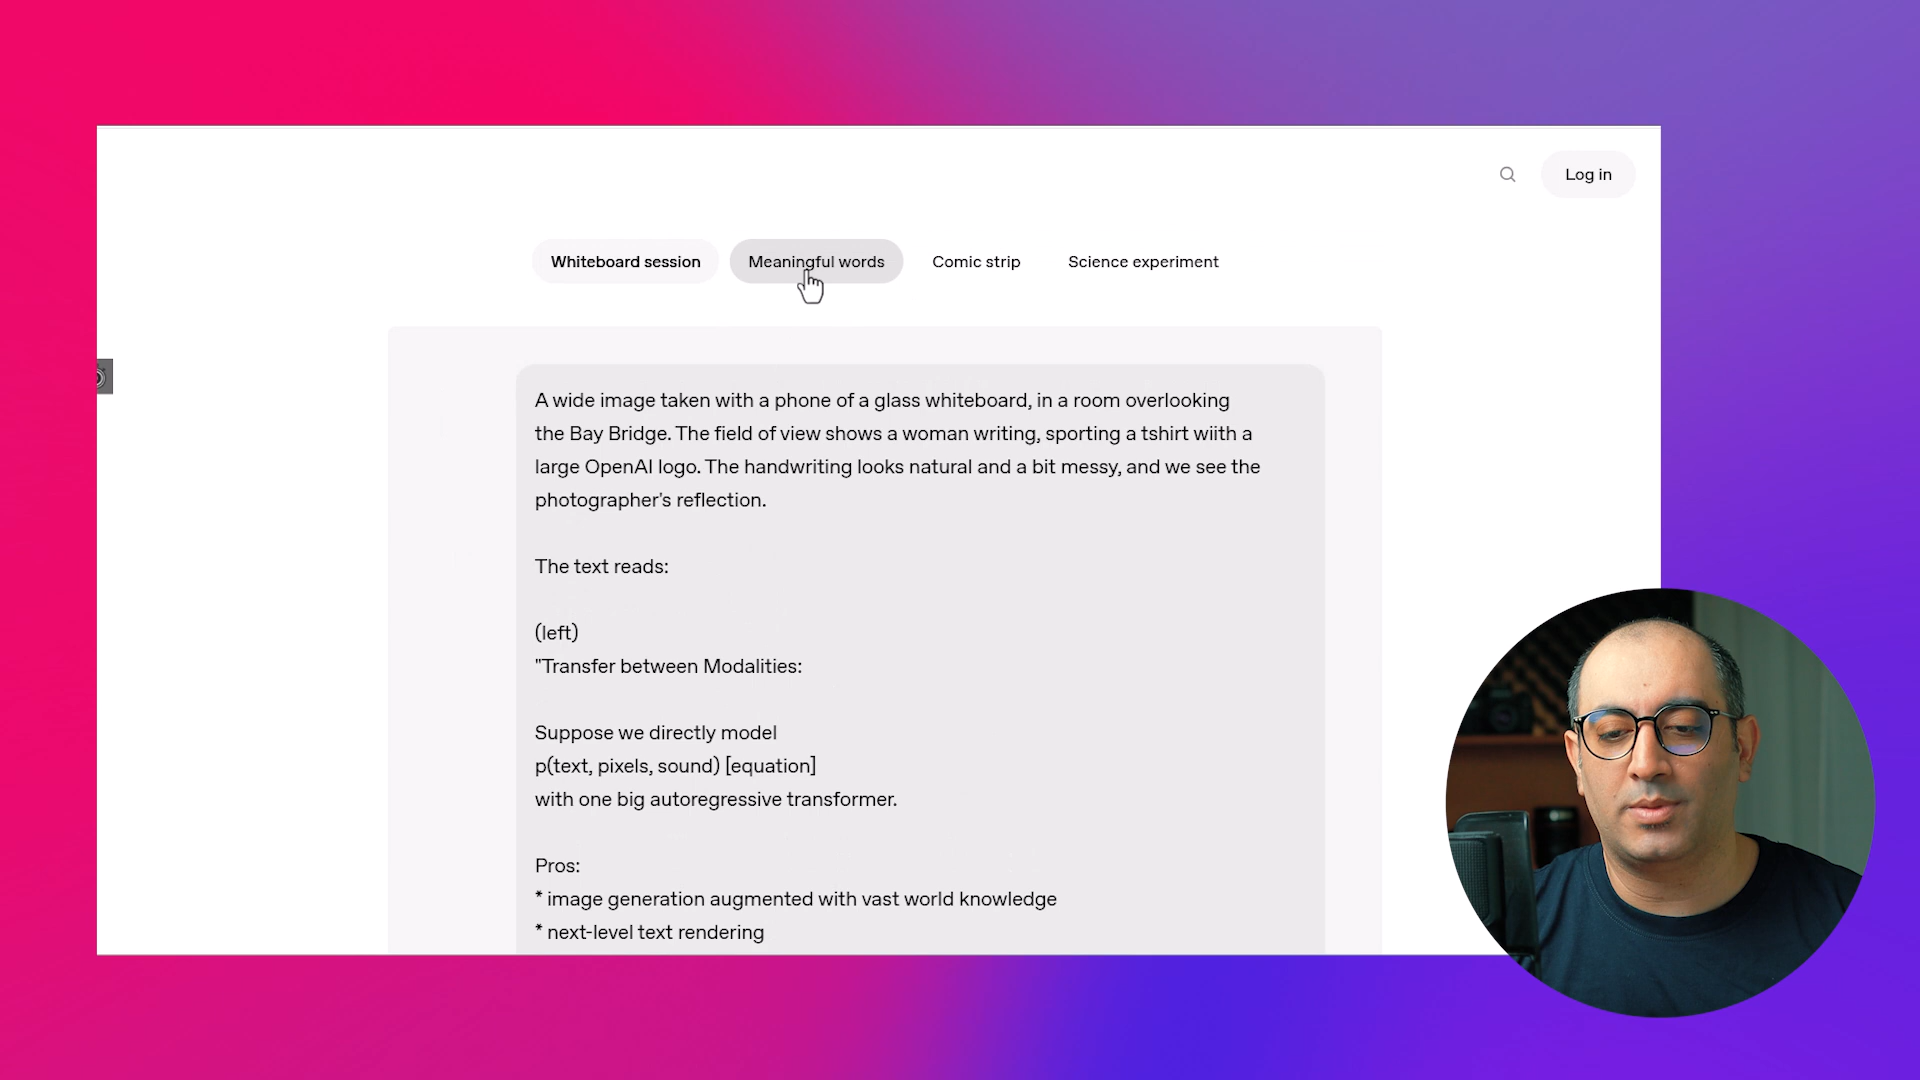 Log in
Whiteboard session
Meaningful words
Comic strip
Science experiment
A wide image taken with a phone of a glass whiteboard, in a room overlooking
the Bay Bridge. The field of view shows a woman writing, sporting a tshirt wiith a
large OpenAI logo. The handwriting looks natural and a bit messy, and we see the
photographer's reflection.
The text reads:
(left)
"Transfer between Modalities:
Suppose we directly model
p(text, pixels, sound) [equation]
with one big autoregressive transformer.
Pros:
* image generation augmented with vast world knowledge
* next-level text rendering